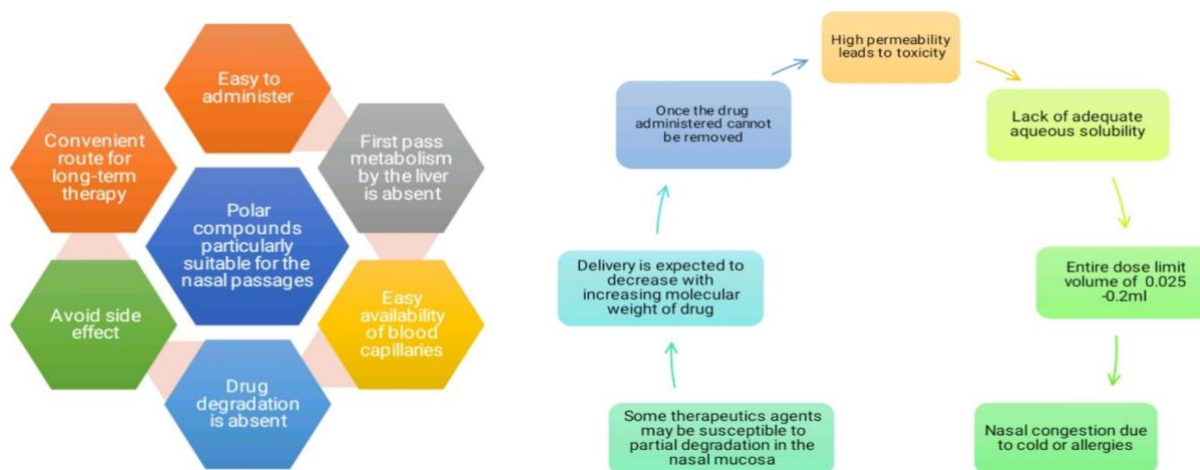 Easy to
administer
First pass
metabolism
by the liver
is absent
Easy
availability
of blood
capillaries
Drug
degradation
is absent
Avoid side
effect
Convenient
route for
long-term
therapy
Polar
compounds
particularly
suitable for the
nasal passages
Some therapeutics agents
may be susceptible to
partial degradation in the
nasal mucosa
Delivery is expected to
decrease with
increasing molecular
weight of drug
Once the drug
administered cannot
be removed
High permeability
leads to toxicity
Lack of adequate
aqueous solubility
Entire dose limit
volume of 0.025
-0.2ml
Nasal congestion due
to cold or allergies